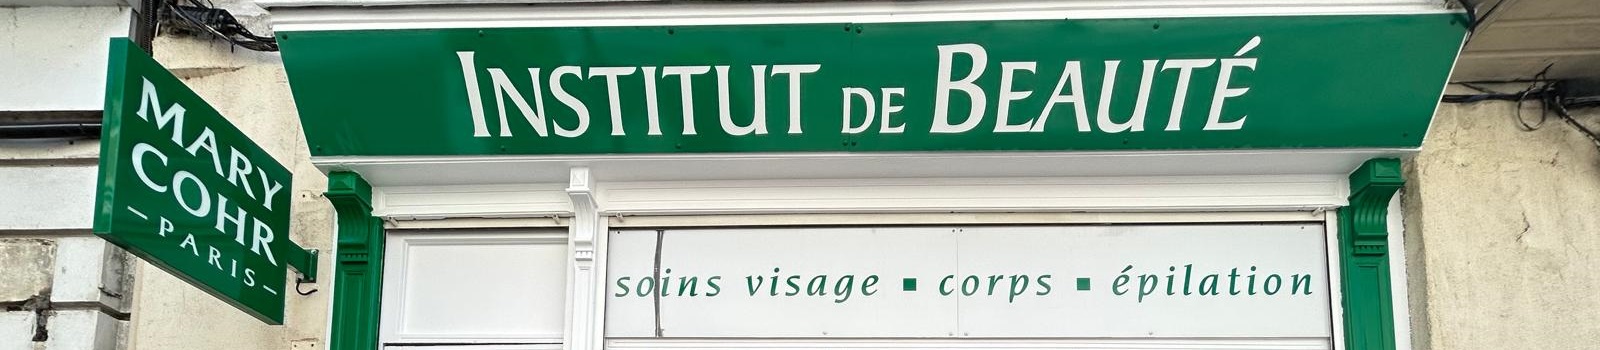 INSTITUT DE BEAUTÉ
MARY
COHR
– PARIS –
soins visage ▪ corps ▪ épilation